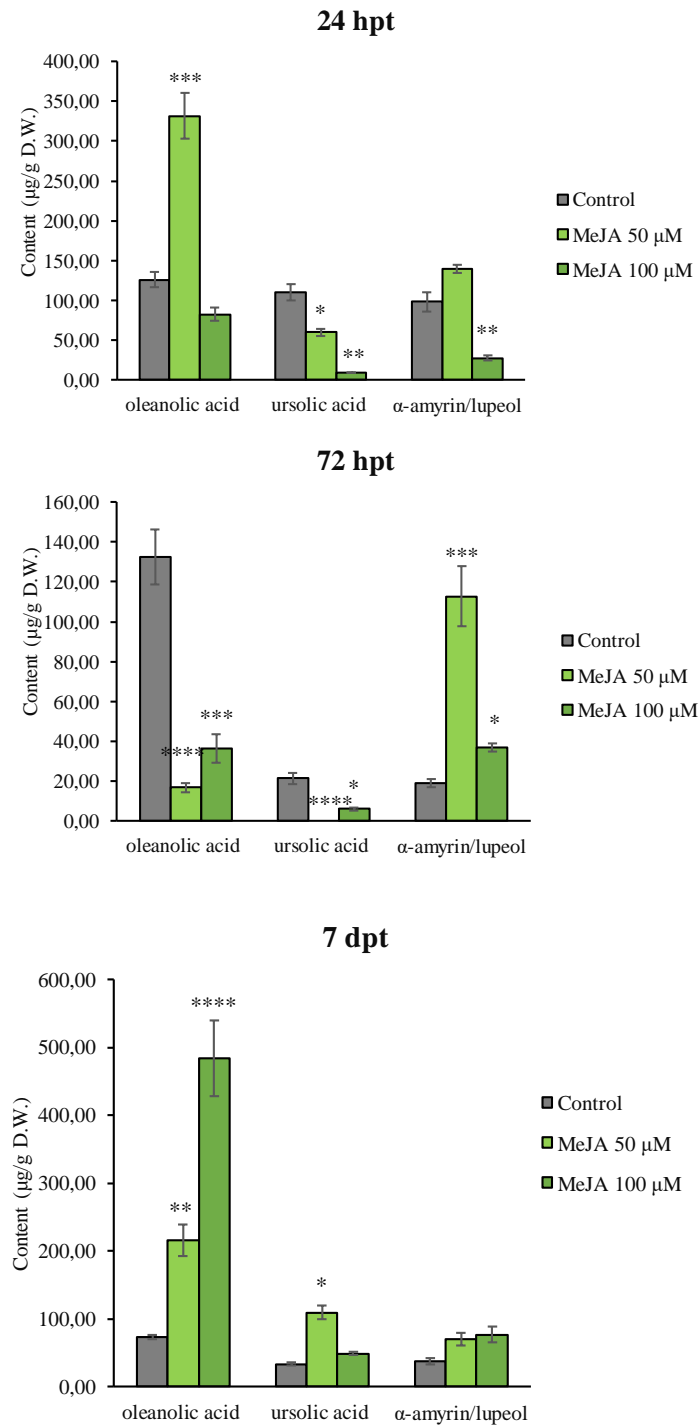 24 hpt
Content (µg/g D.W.)
400,00
350,00
300,00
250,00
200,00
150,00
100,00
50,00
0,00
***
*
**
**
oleanolic acid
ursolic acid
α-amyrin/lupeol
Control
MeJA 50 µM
MeJA 100 µM
72 hpt
Content (µg/g D.W.)
160,00
140,00
120,00
100,00
80,00
60,00
40,00
20,00
0,00
****
***
****
*
***
*
oleanolic acid
ursolic acid
α-amyrin/lupeol
Control
MeJA 50 µM
MeJA 100 µM
7 dpt
Content (µg/g D.W.)
600,00
500,00
400,00
300,00
200,00
100,00
0,00
**
****
*
oleanolic acid
ursolic acid
α-amyrin/lupeol
Control
MeJA 50 µM
MeJA 100 µM